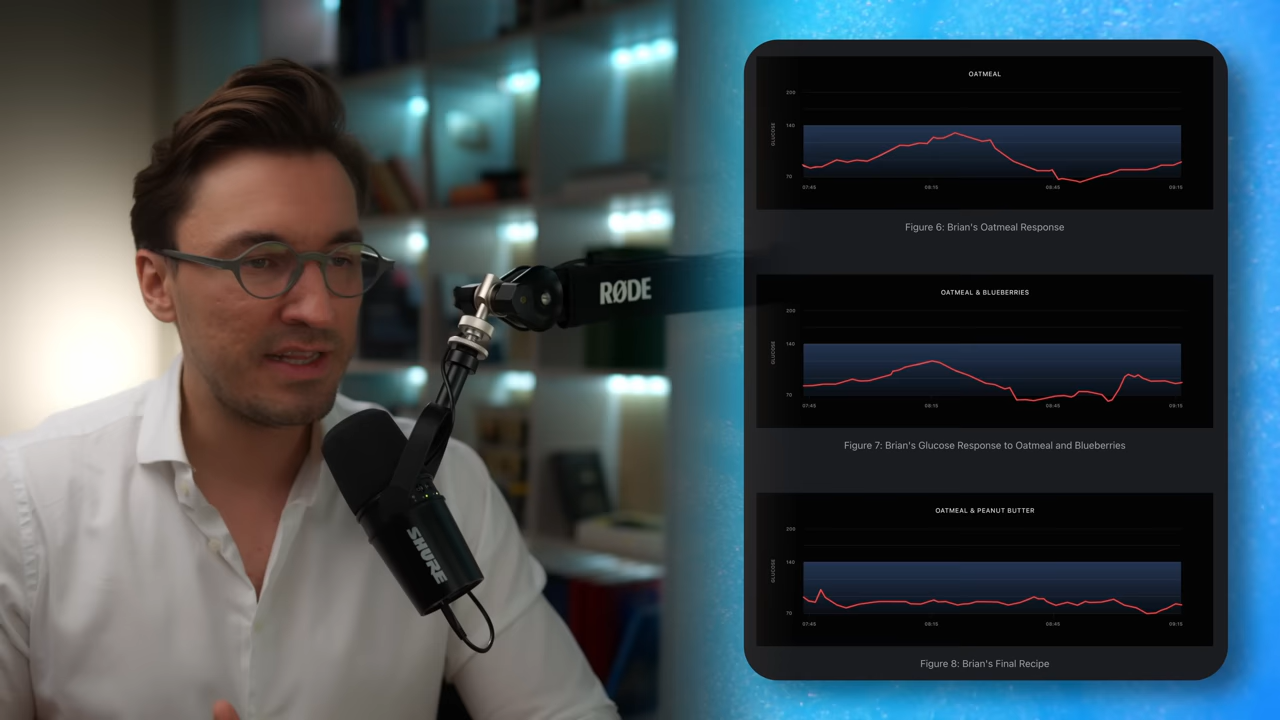 RØDE
SHURE
OATMEAL
200
140
70
GLUCOSE
07:45 08:15 08:45 09:15
Figure 6: Brian's Oatmeal Response
OATMEAL & BLUEBERRIES
200
140
70
GLUCOSE
07:45 08:15 08:45 09:15
Figure 7: Brian's Glucose Response to Oatmeal and Blueberries
OATMEAL & PEANUT BUTTER
200
140
70
GLUCOSE
07:45 08:15 08:45 09:15
Figure 8: Brian's Final Recipe